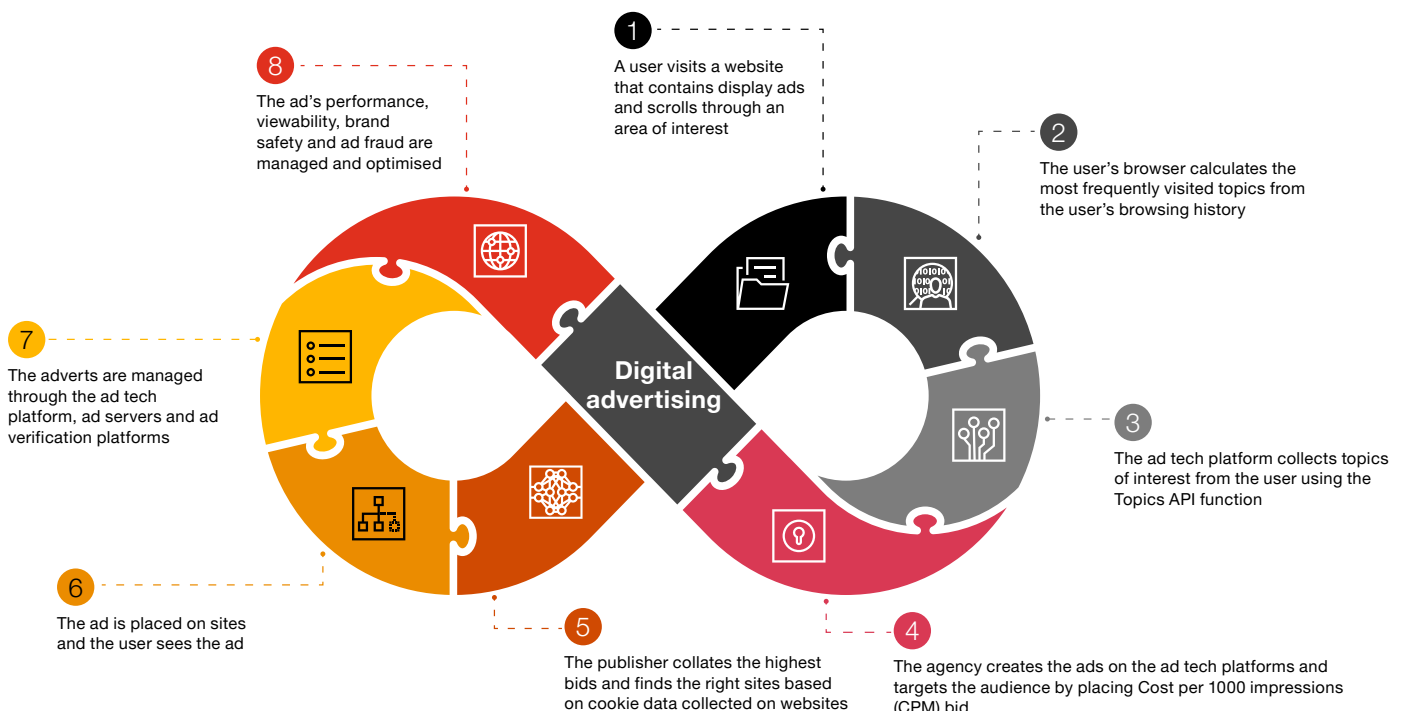 1
A user visits a website
that contains display ads
and scrolls through an
area of interest
2
The user’s browser calculates the
most frequently visited topics from
the user’s browsing history
3
The ad tech platform collects topics
of interest from the user using the
Topics API function
4
The agency creates the ads on the ad tech platforms and
targets the audience by placing Cost per 1000 impressions
(CPM) bid
5
The publisher collates the highest
bids and finds the right sites based
on cookie data collected on websites
6
The ad is placed on sites
and the user sees the ad
7
The adverts are managed
through the ad tech
platform, ad servers and ad
verification platforms
8
The ad’s performance,
viewability, brand
safety and ad fraud are
managed and optimised
Digital
advertising